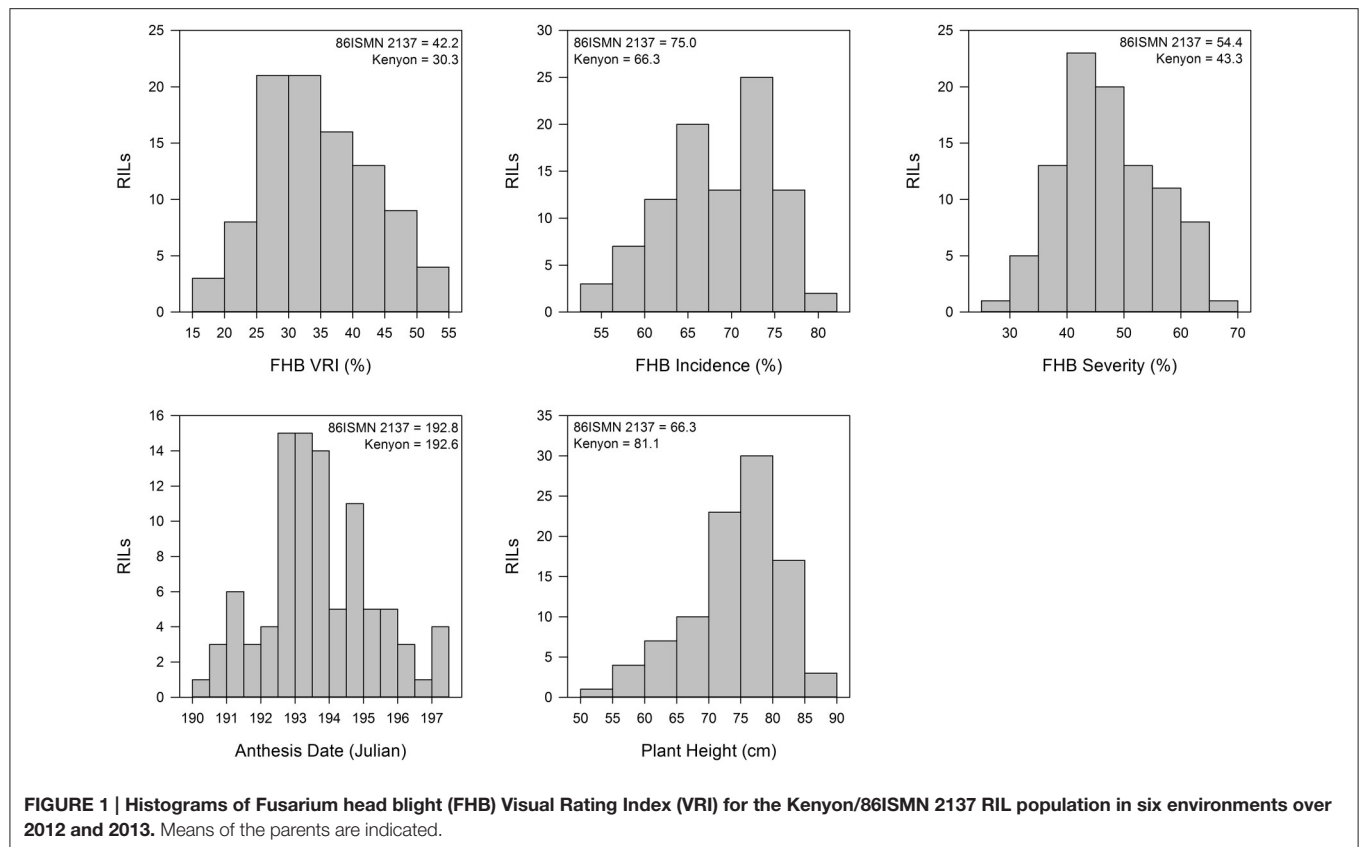 25
20
15
10
5
0
RILs
86ISMN 2137 = 42.2
Kenyon = 30.3
15 20 25 30 35 40 45 50 55
FHB VRI (%)
30
25
20
15
10
5
0
RILs
86ISMN 2137 = 75.0
Kenyon = 66.3
55 60 65 70 75 80
FHB Incidence (%)
25
20
15
10
5
0
RILs
86ISMN 2137 = 54.4
Kenyon = 43.3
30 40 50 60 70
FHB Severity (%)
16
14
12
10
8
6
4
2
0
RILs
86ISMN 2137 = 192.8
Kenyon = 192.6
190 191 192 193 194 195 196 197
Anthesis Date (Julian)
35
30
25
20
15
10
5
0
RILs
86ISMN 2137 = 66.3
Kenyon = 81.1
50 55 60 65 70 75 80 85 90
Plant Height (cm)
FIGURE 1 | Histograms of Fusarium head blight (FHB) Visual Rating Index (VRI) for the Kenyon/86ISMN 2137 RIL population in six environments over
2012 and 2013. Means of the parents are indicated.